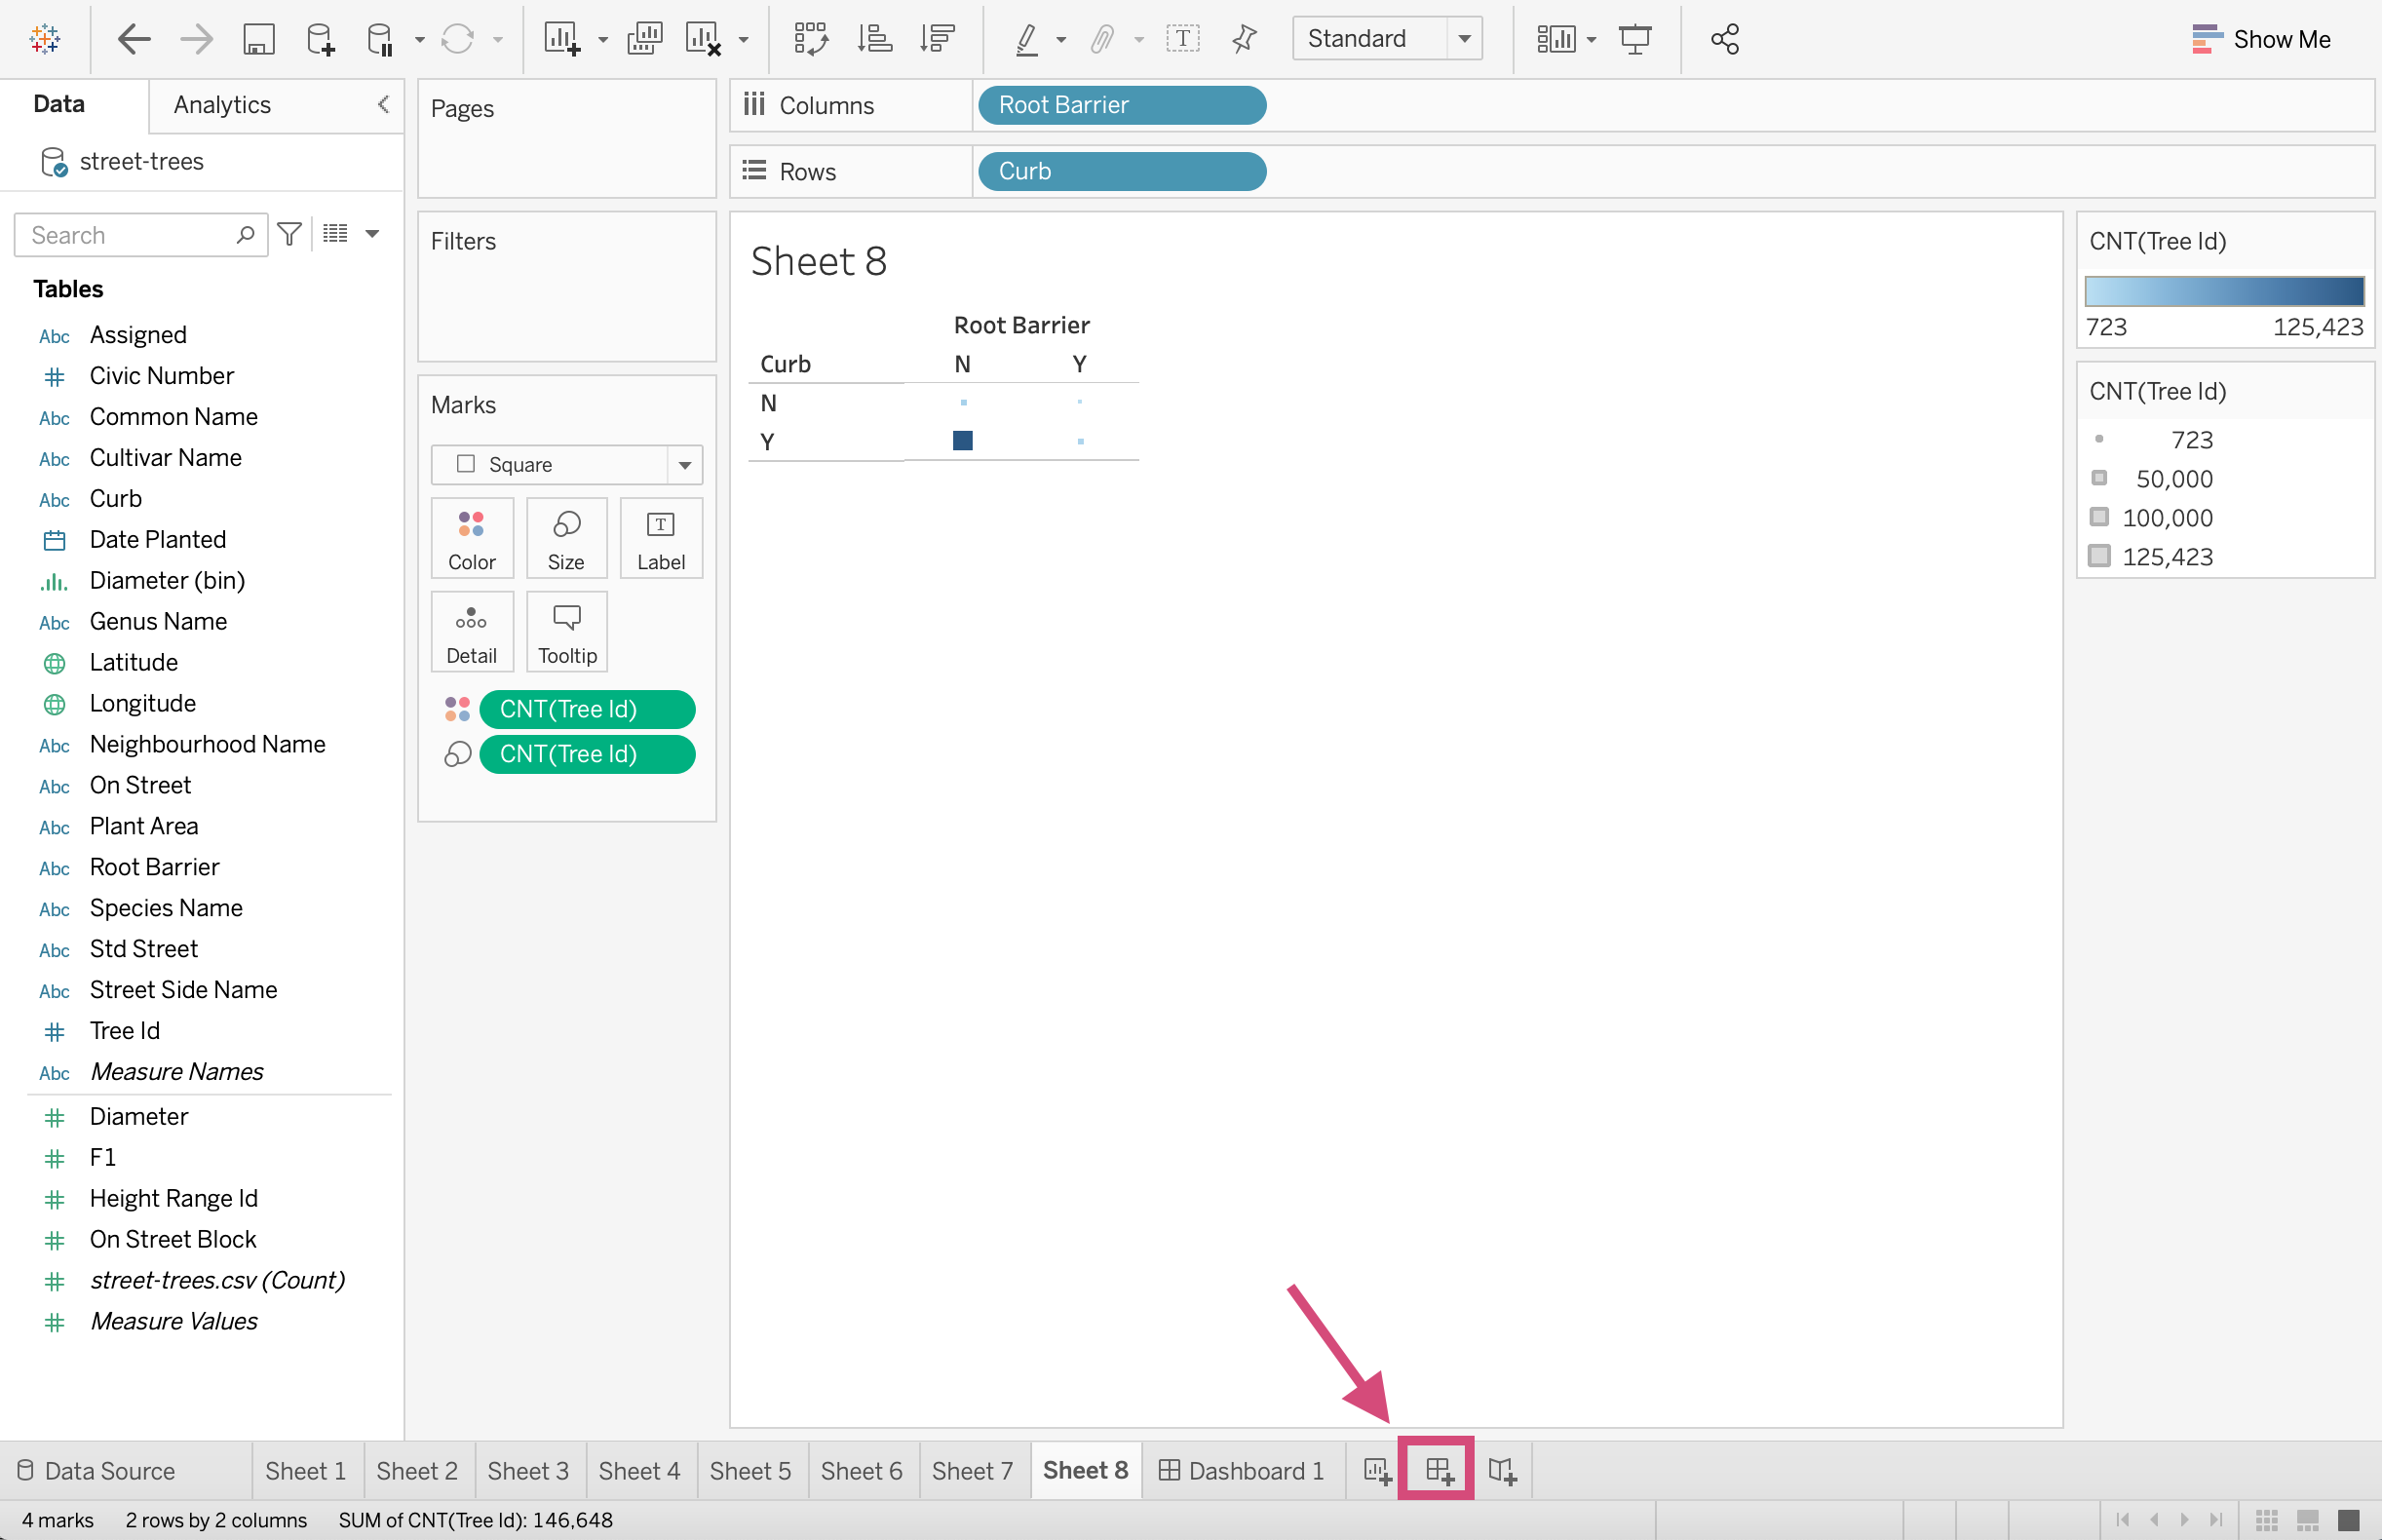 Standard
Show Me
Data
Analytics
street-trees
Search
Tables
Abc Assigned
Civic Number
Abc Common Name
Abc Cultivar Name
Abc Curb
Date Planted
Diameter (bin)
Abc Genus Name
Latitude
Longitude
Abc Neighbourhood Name
Abc On Street
Abc Plant Area
Abc Root Barrier
Abc Species Name
Abc Std Street
Abc Street Side Name
Tree Id
Abc Measure Names
Diameter
F1
Height Range Id
On Street Block
street-trees.csv (Count)
Measure Values
Pages
Filters
Marks
Square
Color
Size
T
Label
Detail
Tooltip
CNT(Tree Id)
CNT(Tree Id)
Columns
Root Barrier
Rows
Curb
Sheet 8
Root Barrier
Curb N Y
N
Y
CNT(Tree Id)
723 125,423
CNT(Tree Id)
723
50,000
100,000
125,423
Data Source
Sheet 1
Sheet 2
Sheet 3
Sheet 4
Sheet 5
Sheet 6
Sheet 7
Sheet 8
Dashboard 1
4 marks
2 rows by 2 columns
SUM of CNT(Tree Id): 146,648